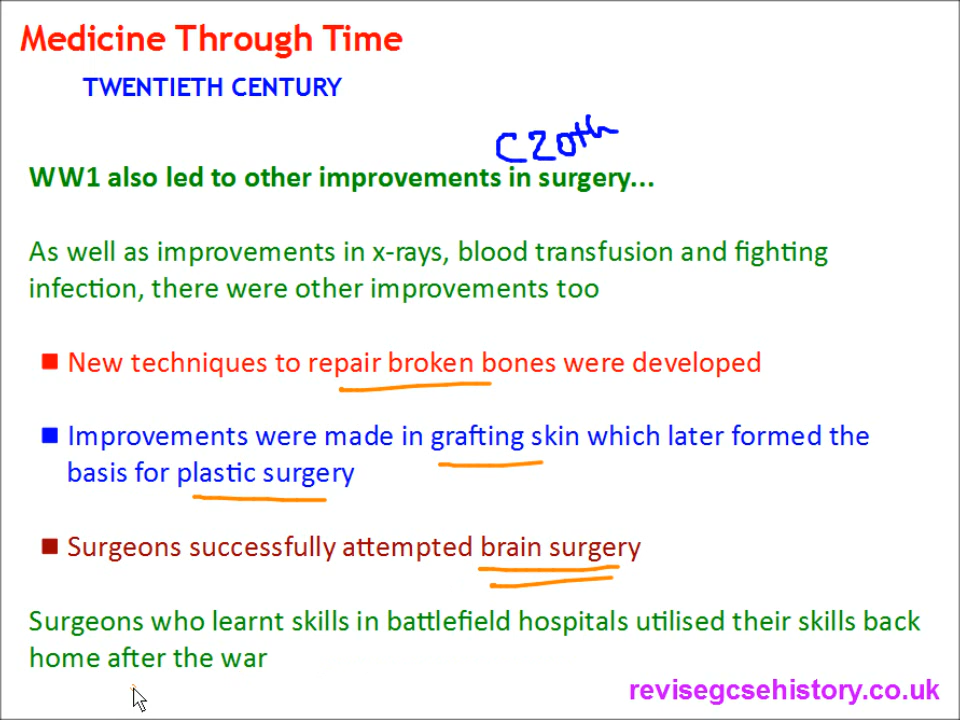 Medicine Through Time
TWENTIETH CENTURY
C20th
WW1 also led to other improvements in surgery...
As well as improvements in x-rays, blood transfusion and fighting
infection, there were other improvements too
New techniques to repair broken bones were developed
Improvements were made in grafting skin which later formed the
basis for plastic surgery
Surgeons successfully attempted brain surgery
Surgeons who learnt skills in battlefield hospitals utilised their skills back
home after the war
revisegcsehistory.co.uk